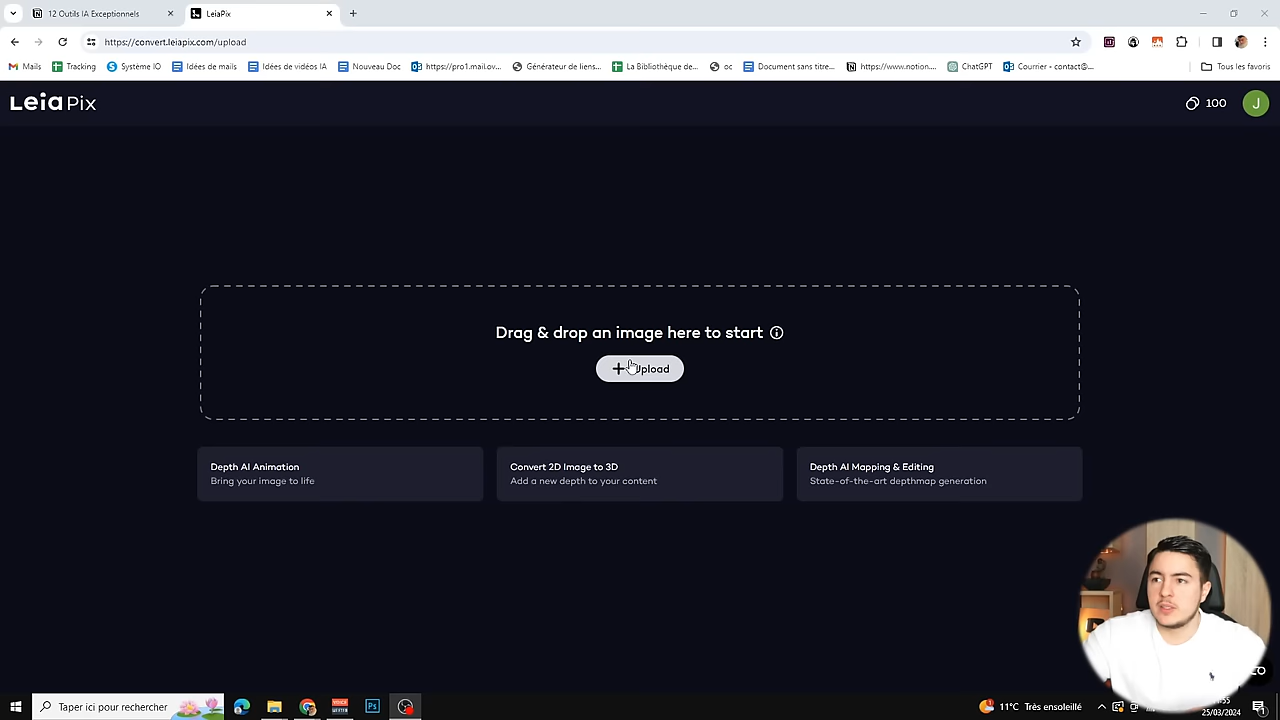 12 Outils IA Exceptionnels
LeiaPix
https://convert.leiapix.com/upload
Mails
Tracking
Système IO
Idées de mails
Idées de vidéos IA
Nouveau Doc
https://pro1.mail.ov...
Générateur de liens...
La Bibliothèque de...
oc
Document sans titre...
https://www.notion...
ChatGPT
Courrier - contact@...
Tous les favoris
Leia Pix
100
J
Drag & drop an image here to start
Upload
Depth AI Animation
Bring your image to life
Convert 2D Image to 3D
Add a new depth to your content
Depth AI Mapping & Editing
State-of-the-art depthmap generation
Taper ici pour rechercher
Ps
11°C Très ensoleillé
25/03/2024